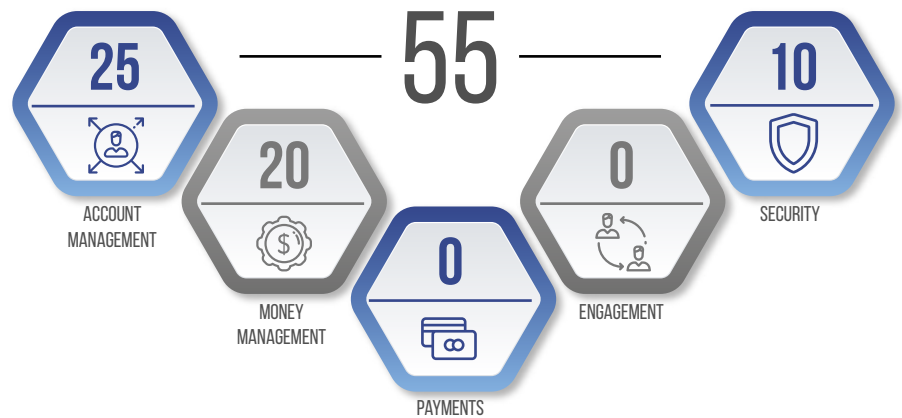 55
25
ACCOUNT
MANAGEMENT
20
$
MONEY
MANAGEMENT
0
PAYMENTS
0
ENGAGEMENT
10
SECURITY